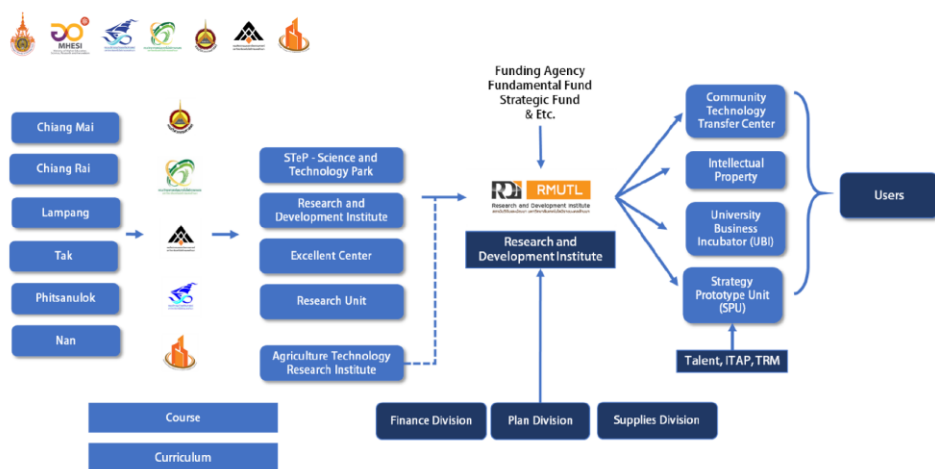 MHESI
Funding Agency
Fundamental Fund
Strategic Fund
& Etc.
Chiang Mai
Chiang Rai
Lampang
Tak
Phitsanulok
Nan
STeP - Science and
Technology Park
Research and
Development Institute
Excellent Center
Research Unit
Agriculture Technology
Research Institute
RDI RMUTL
Research and Development Institute
Research and
Development Institute
Community
Technology
Transfer Center
Intellectual
Property
University
Business
Incubator (UBI)
Strategy
Prototype Unit
(SPU)
Users
Talent, ITAP, TRM
Course
Curriculum
Finance Division
Plan Division
Supplies Division